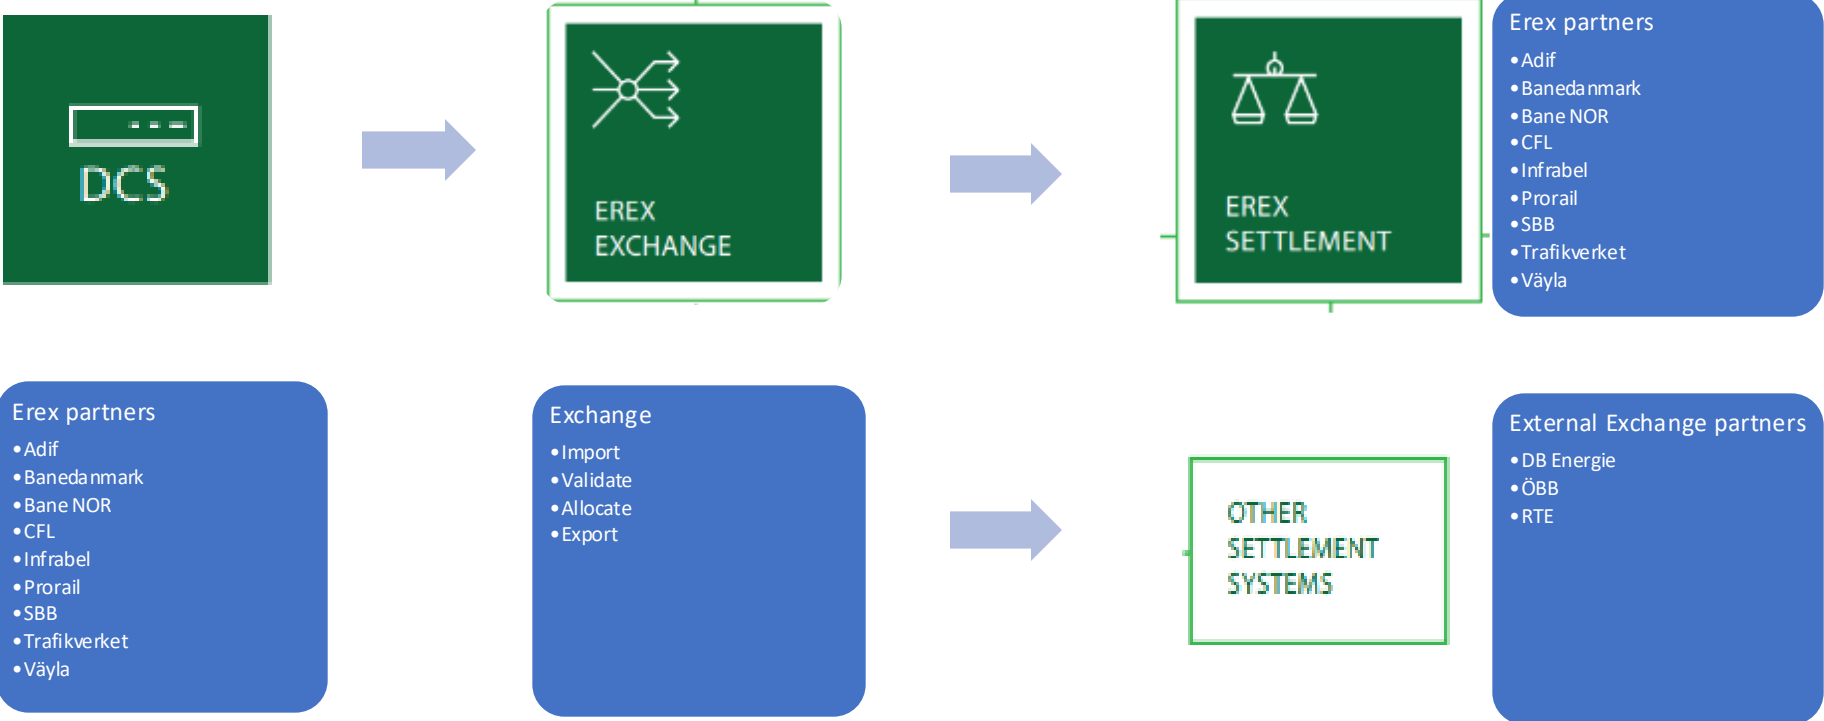 DCS
EREX
EXCHANGE
EREX
SETTLEMENT
Erex partners
•Adif
•Banedanmark
•Bane NOR
•CFL
•Infrabel
•Prorail
•SBB
•Trafikverket
•Väyla
Erex partners
•Adif
•Banedanmark
•Bane NOR
•CFL
•Infrabel
•Prorail
•SBB
•Trafikverket
•Väyla
Exchange
•Import
•Validate
•Allocate
•Export
OTHER
SETTLEMENT
SYSTEMS
External Exchange partners
•DB Energie
•ÖBB
•RTE